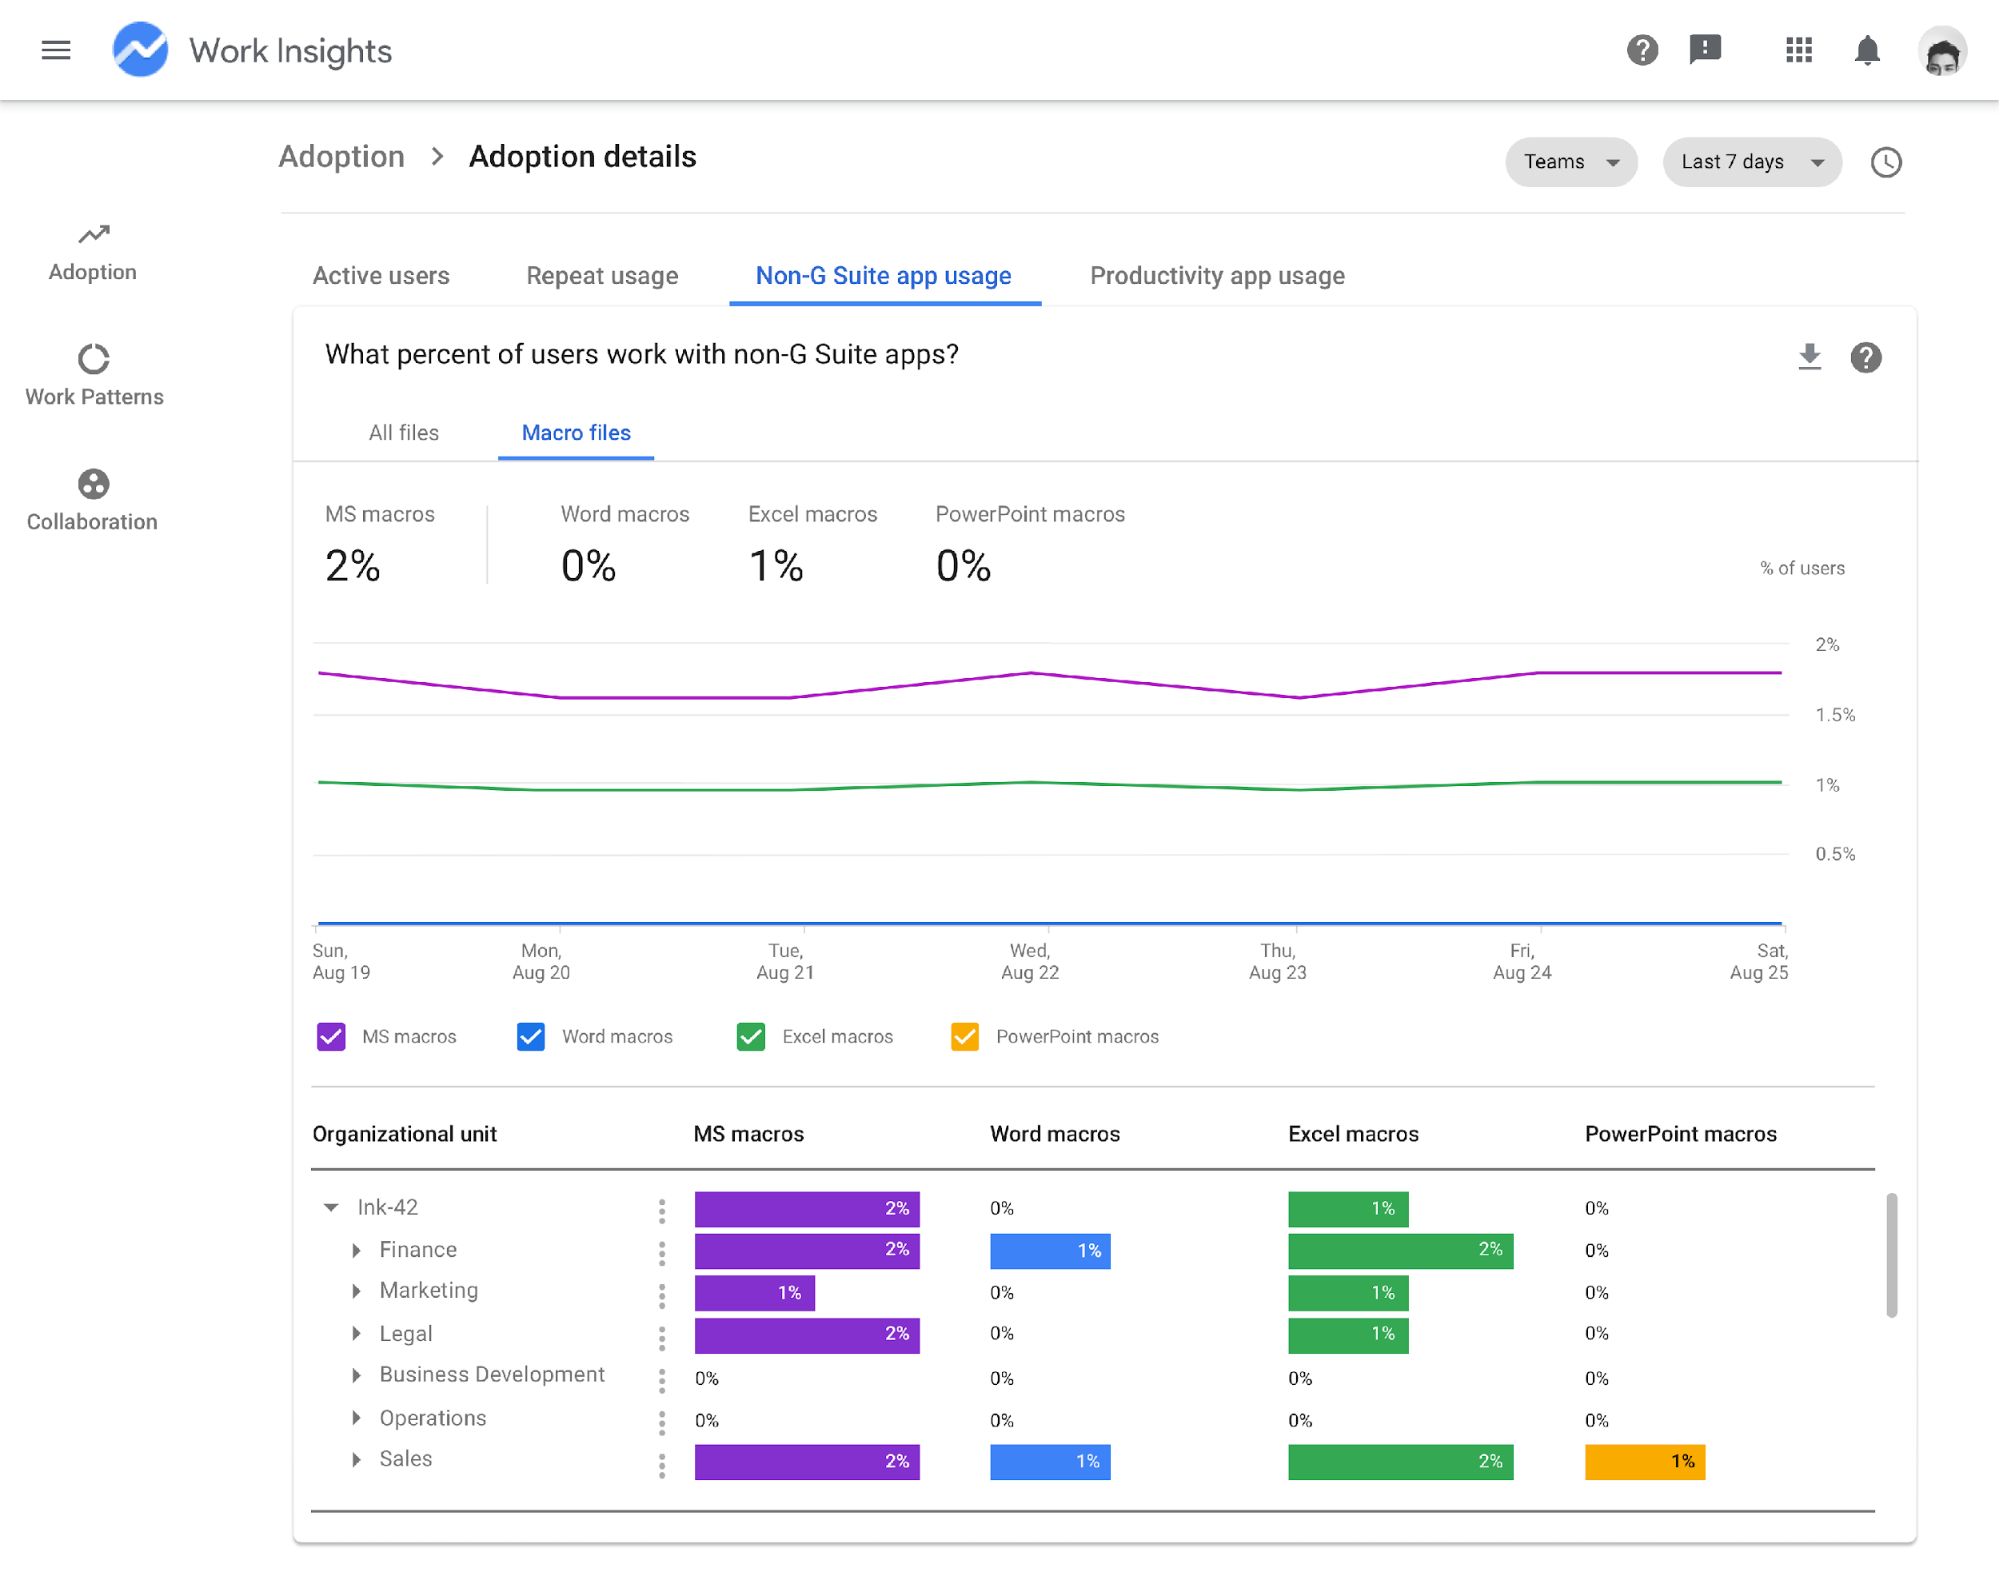 Work Insights
Adoption > Adoption details
Teams
Last 7 days
Adoption
Work Patterns
Collaboration
Active users
Repeat usage
Non-G Suite app usage
Productivity app usage
What percent of users work with non-G Suite apps?
All files
Macro files
MS macros
2%
Word macros
0%
Excel macros
1%
PowerPoint macros
0%
% of users
2%
1.5%
1%
0.5%
Sun,
Aug 19
Mon,
Aug 20
Tue,
Aug 21
Wed,
Aug 22
Thu,
Aug 23
Fri,
Aug 24
Sat,
Aug 25
MS macros
Word macros
Excel macros
PowerPoint macros
Organizational unit MS macros Word macros Excel macros PowerPoint macros
Ink-42 2% 0% 1% 0%
Finance 2% 1% 2% 0%
Marketing 1% 0% 1% 0%
Legal 2% 0% 1% 0%
Business Development 0% 0% 0% 0%
Operations 0% 0% 0% 0%
Sales 2% 1% 2% 1%